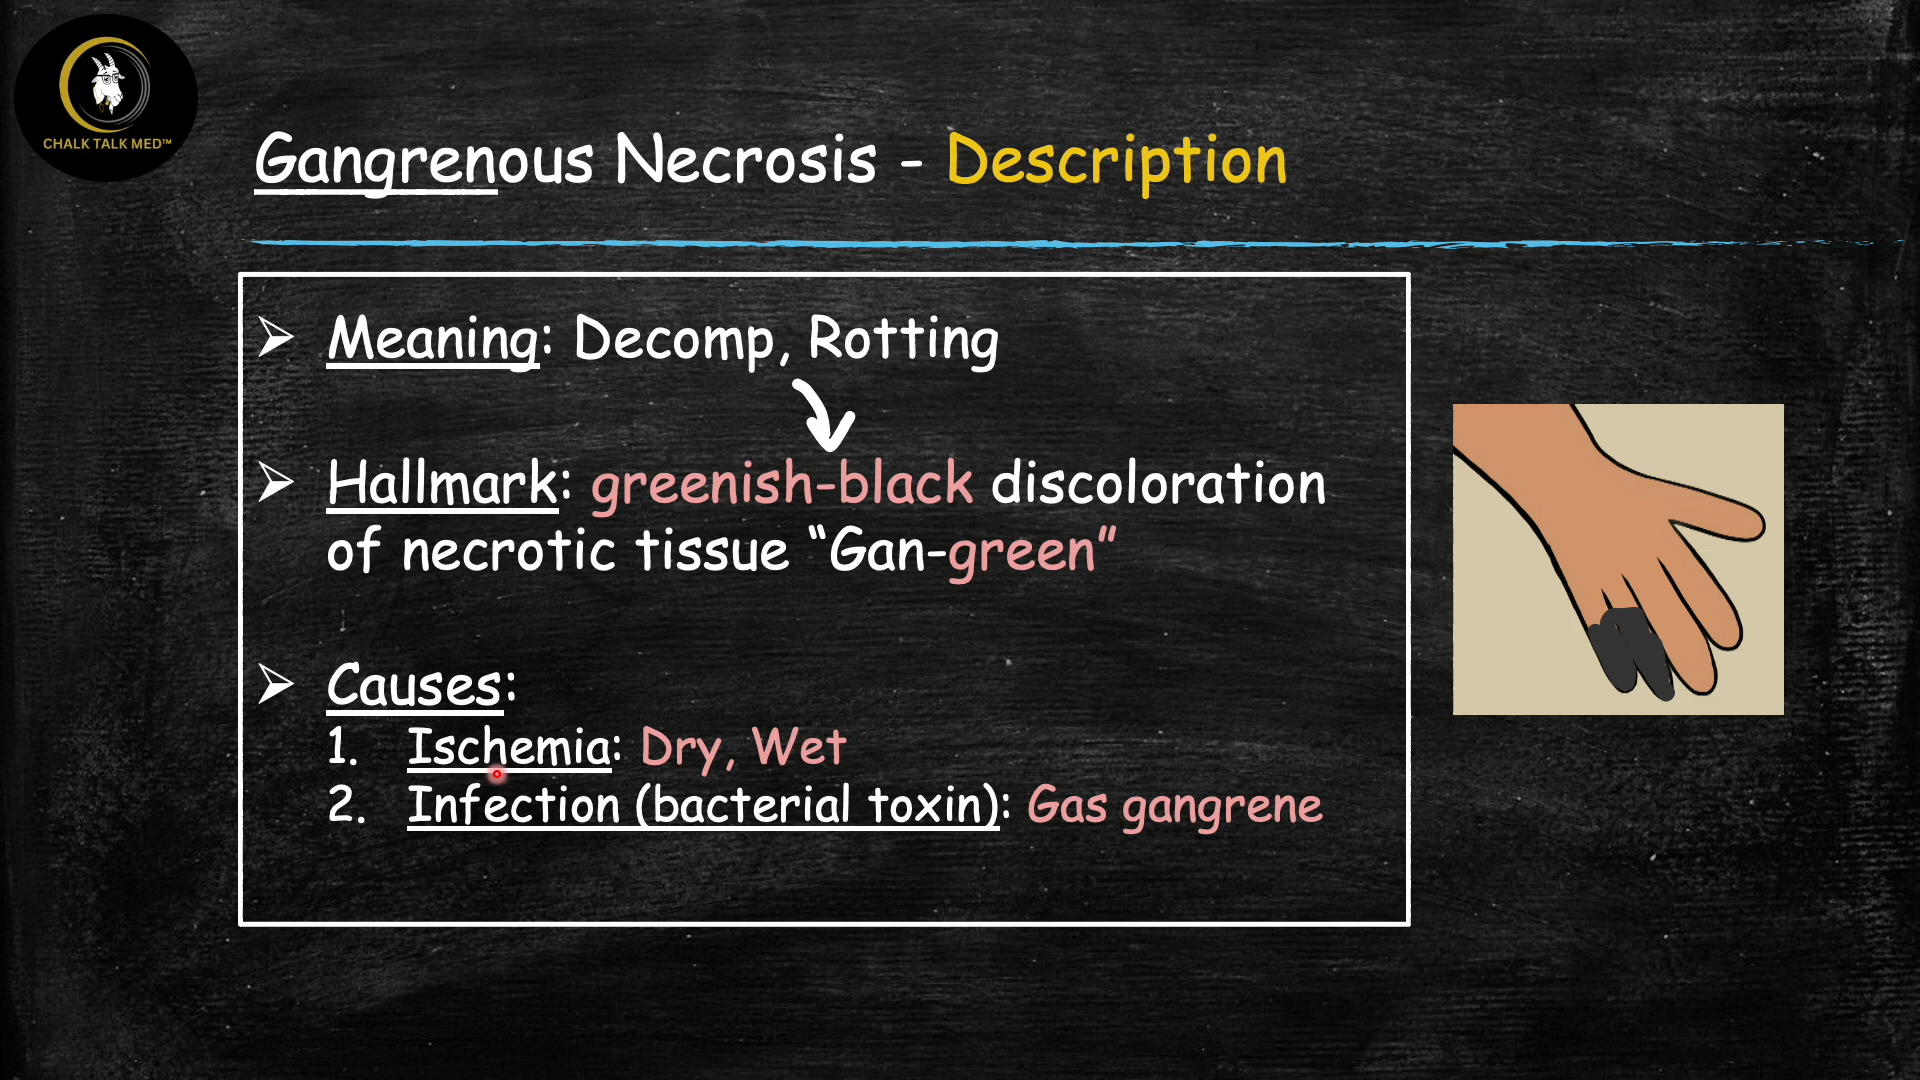 CHALK TALK MED™
Gangrenous Necrosis - Description
Meaning: Decomp, Rotting
Hallmark: greenish-black discoloration
of necrotic tissue “Gan-green”
Causes:
1. Ischemia: Dry, Wet
2. Infection (bacterial toxin): Gas gangrene